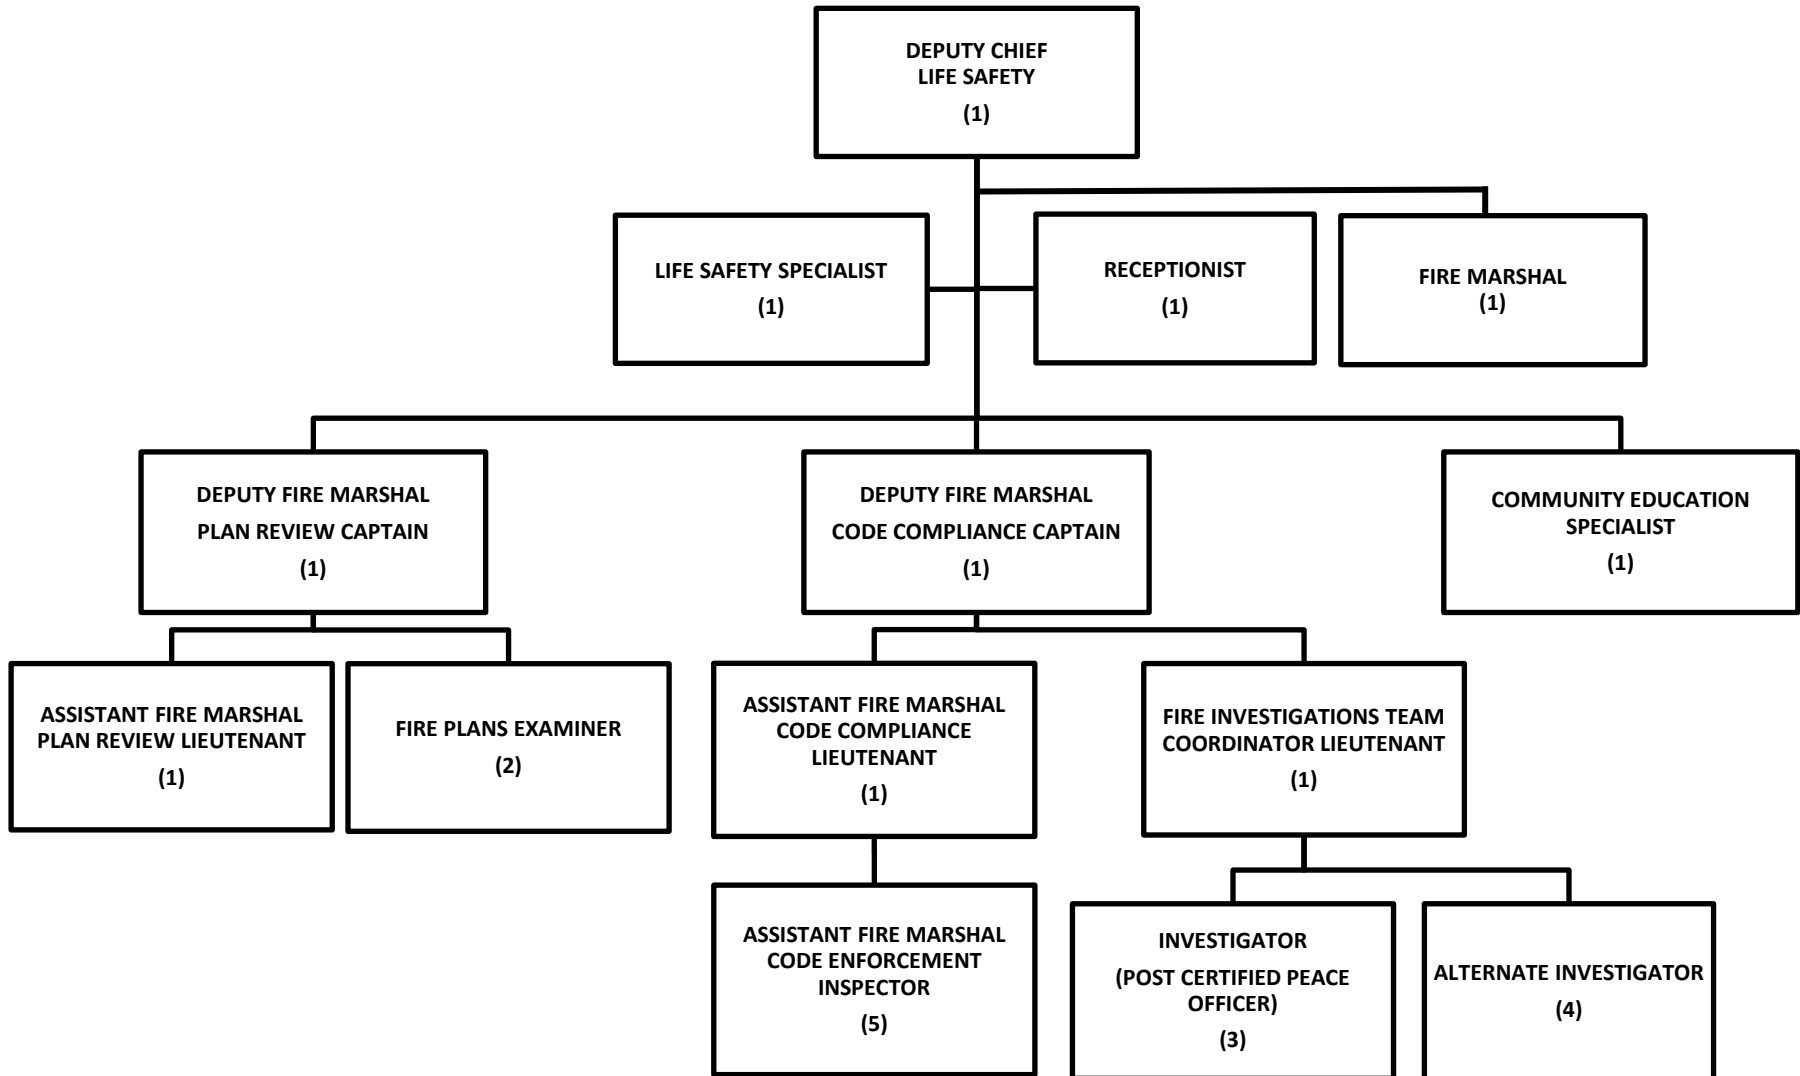 DEPUTY CHIEF
LIFE SAFETY
(1)
LIFE SAFETY SPECIALIST
(1)
RECEPTIONIST
(1)
FIRE MARSHAL
(1)
DEPUTY FIRE MARSHAL
PLAN REVIEW CAPTAIN
(1)
DEPUTY FIRE MARSHAL
CODE COMPLIANCE CAPTAIN
(1)
COMMUNITY EDUCATION
SPECIALIST
(1)
ASSISTANT FIRE MARSHAL
PLAN REVIEW LIEUTENANT
(1)
FIRE PLANS EXAMINER
(2)
ASSISTANT FIRE MARSHAL
CODE COMPLIANCE
LIEUTENANT
(1)
FIRE INVESTIGATIONS TEAM
COORDINATOR LIEUTENANT
(1)
ASSISTANT FIRE MARSHAL
CODE ENFORCEMENT
INSPECTOR
(5)
INVESTIGATOR
(POST CERTIFIED PEACE
OFFICER)
(3)
ALTERNATE INVESTIGATOR
(4)